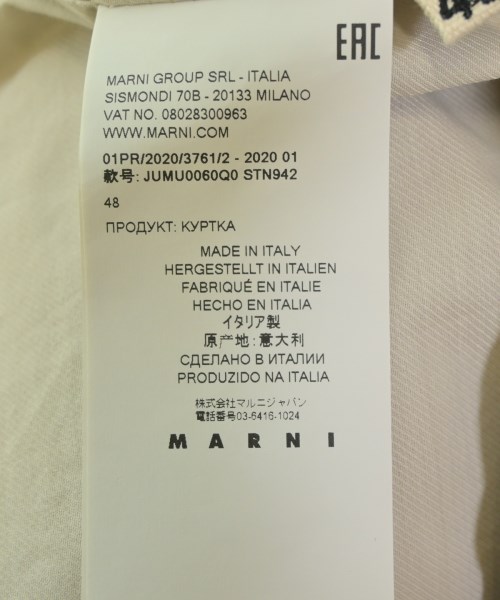 EAC
MARNI GROUP SRL - ITALIA
SISMONDI 70B - 20133 MILANO
VAT NO. 08028300963
WWW.MARNI.COM
01PR/2020/3761/2 - 2020 01
款号: JUMU0060Q0 STN942
48
ПРОДУКТ: КУРТКА
MADE IN ITALY
HERGESTELLT IN ITALIEN
FABRIQUÉ EN ITALIE
HECHO EN ITALIA
イタリア製
原产地:意大利
СДЕЛАНО В ИТАЛИИ
PRODUZIDO NA ITALIA
株式会社マルニジャパン
電話番号03-6416-1024
MARNI